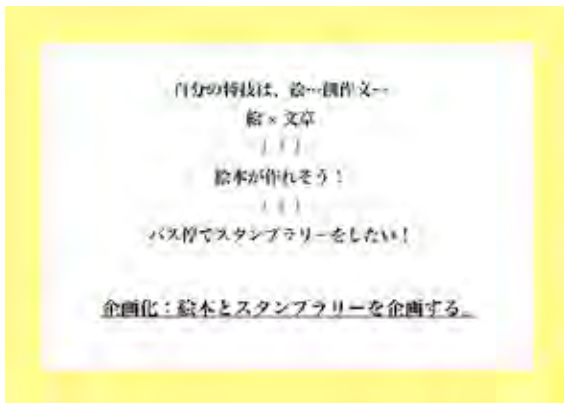 自分の特技は、絵…創作文…
絵×文章
↓↓↓
絵本が作れそう！
↓↓↓
バス停でスタンプラリーをしたい！
企画化：絵本とスタンプラリーを企画する。